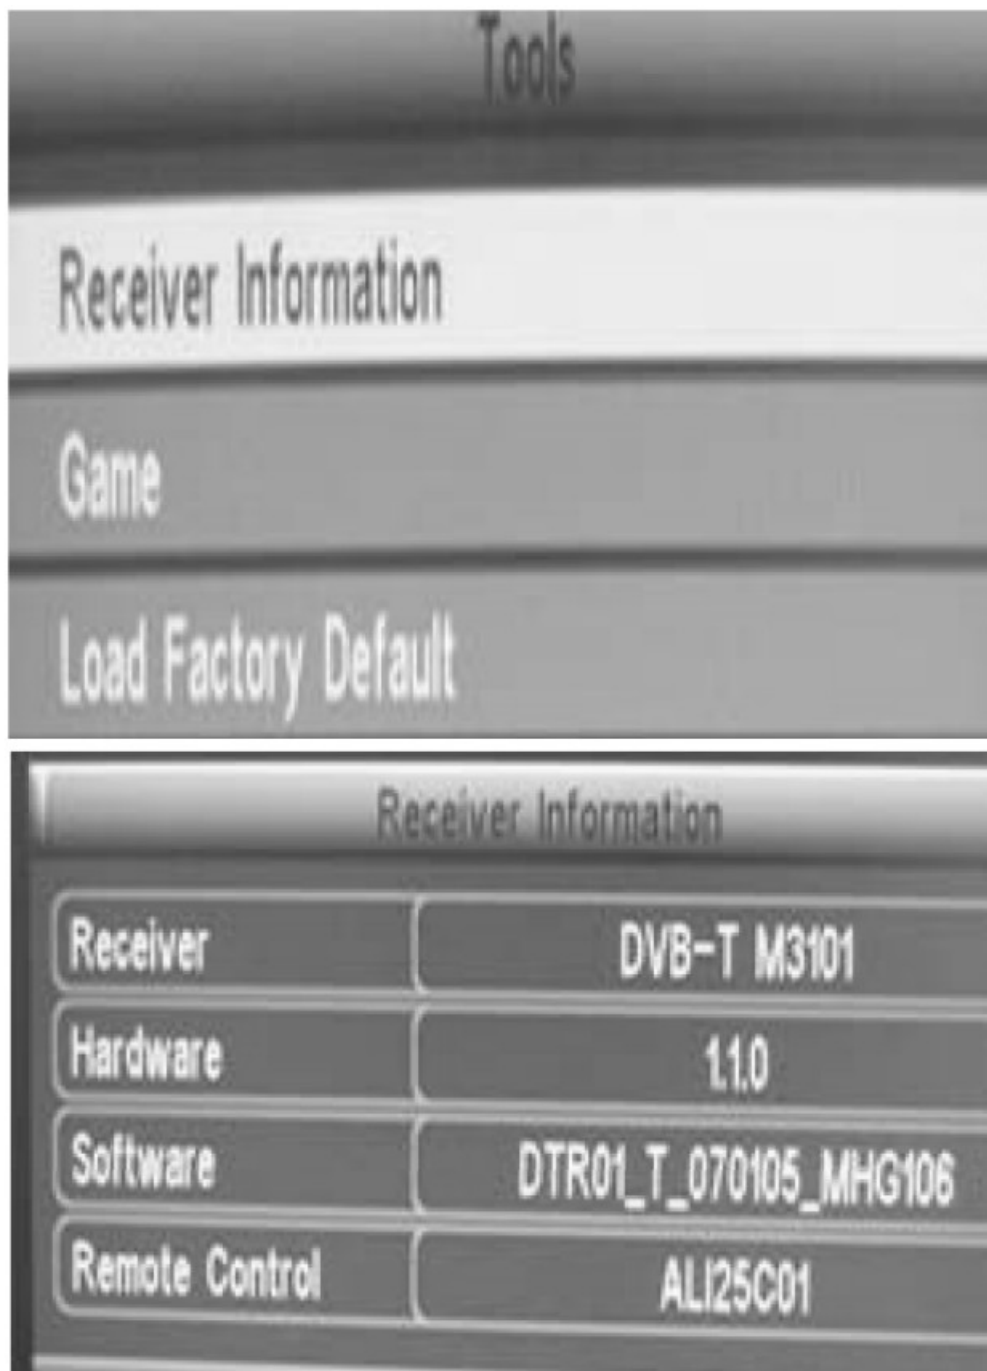 Tools
Receiver Information
Game
Load Factory Default
Receiver Information
Receiver DVB-T M3101
Hardware 1.1.0
Software DTR01_T_070105_MHG106
Remote Control ALI25C01